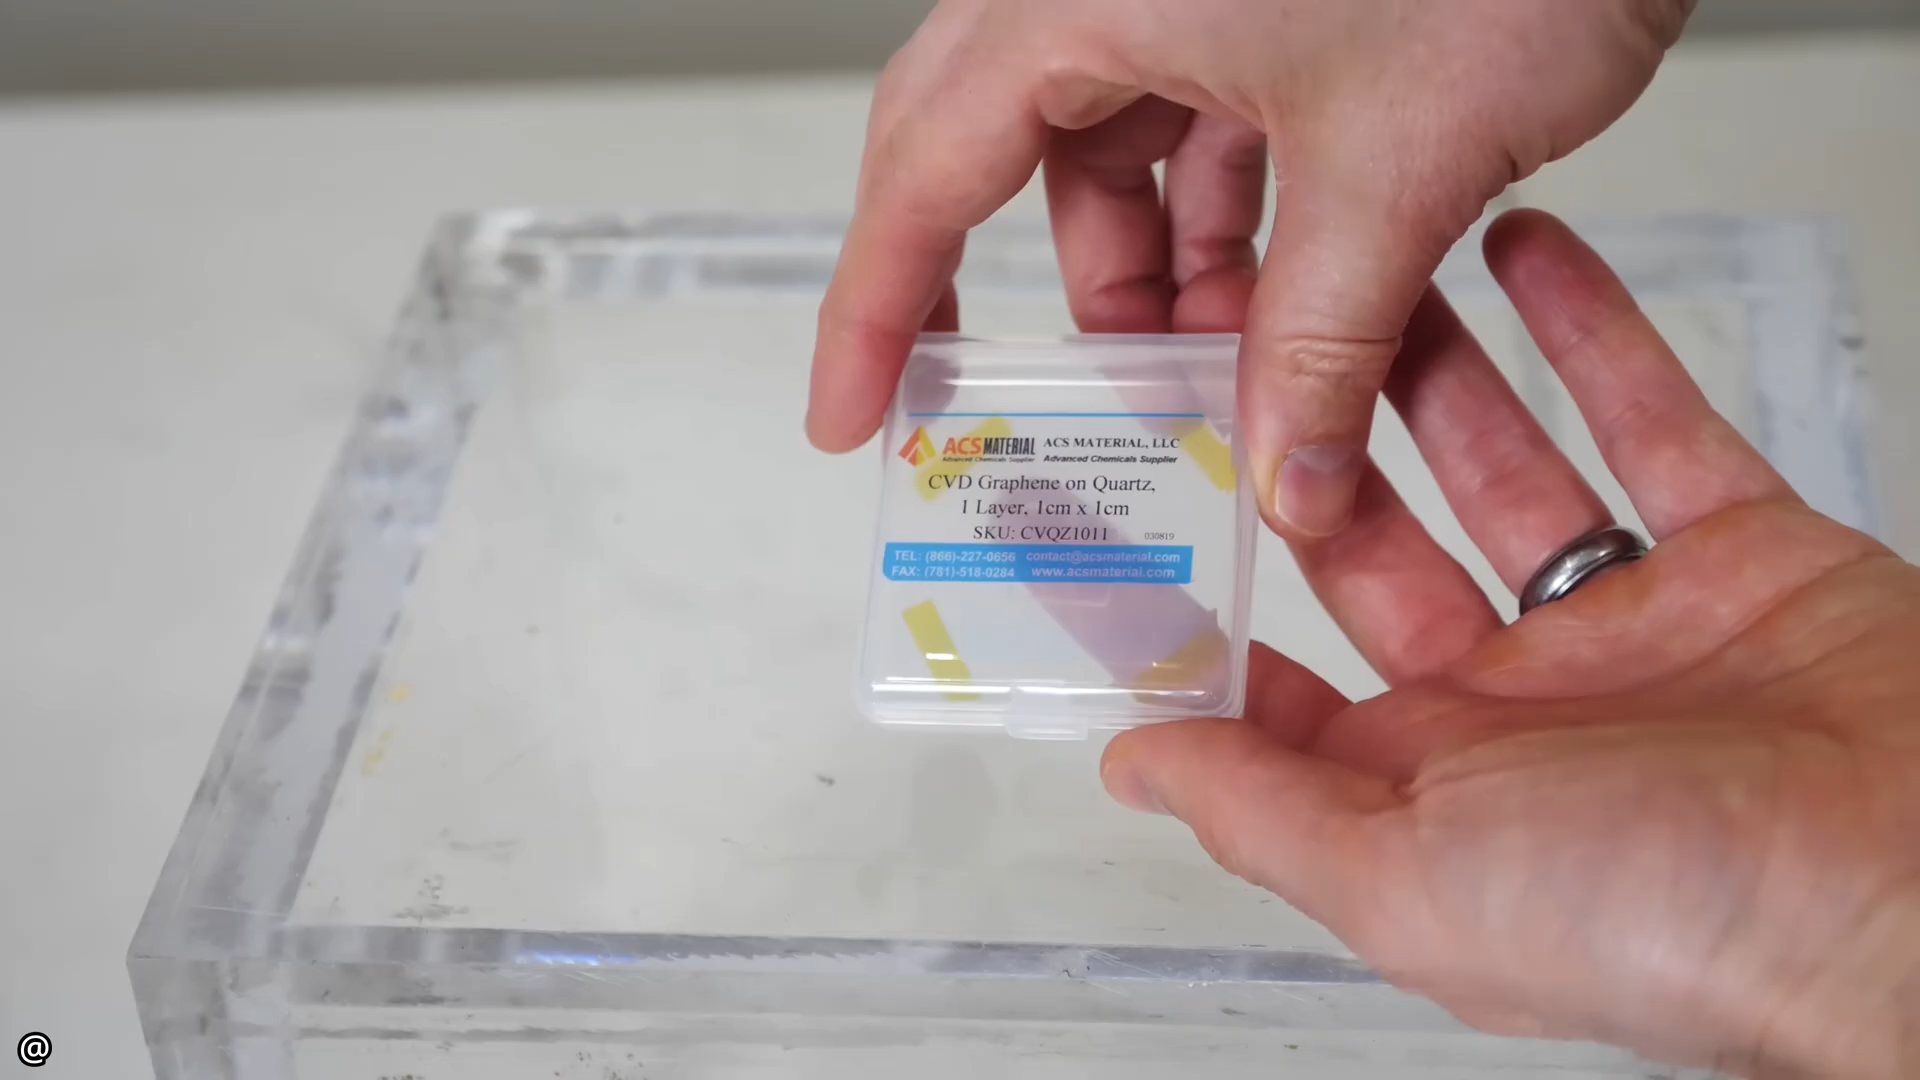 ACS MATERIAL
Advanced Chemicals Supplier
ACS MATERIAL, LLC
Advanced Chemicals Supplier
CVD Graphene on Quartz,
1 Layer, 1cm x 1cm
SKU: CVQZ1011
030819
TEL: (866)-227-0656 contact@acsmaterial.com
FAX: (781)-518-0284 www.acsmaterial.com
@